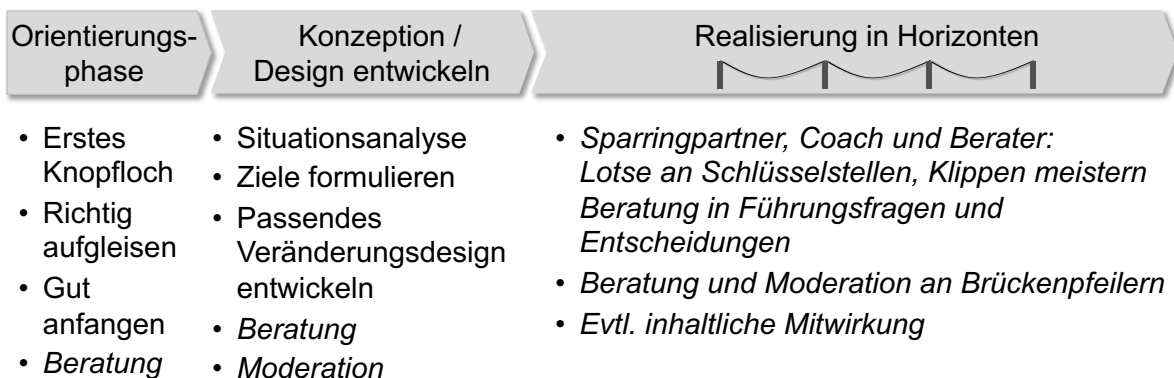 Orientierungs-
phase
Konzeption /
Design entwickeln
Realisierung in Horizonten
• Erstes
Knopfloch
• Richtig
aufgleisen
• Gut
anfangen
• Beratung
• Situationsanalyse
• Ziele formulieren
• Passendes
Veränderungsdesign
entwickeln
• Beratung
• Moderation
• Sparringpartner, Coach und Berater:
Lotse an Schlüsselstellen, Klippen meistern
Beratung in Führungsfragen und
Entscheidungen
• Beratung und Moderation an Brückenpfeilern
• Evtl. inhaltliche Mitwirkung